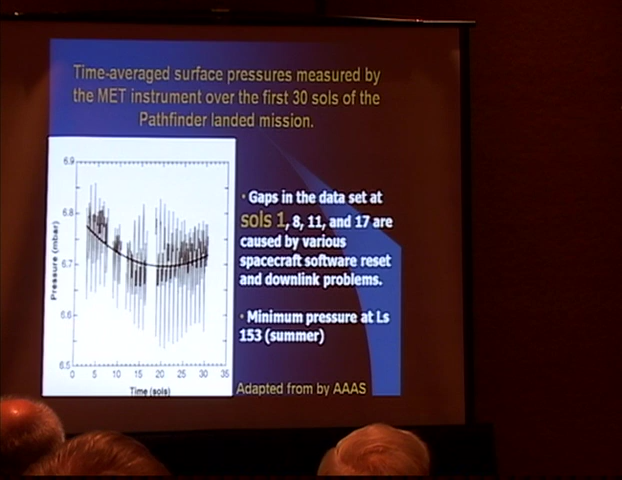 Time-averaged surface pressures measured by
the MET instrument over the first 30 sols of the
Pathfinder landed mission.
6.9
6.8
6.7
6.6
6.5
Pressure (mbar)
0 5 10 15 20 25 30 35
Time (sols)
· Gaps in the data set at
sols 1, 8, 11, and 17 are
caused by various
spacecraft software reset
and downlink problems.
· Minimum pressure at Ls
153 (summer)
Adapted from by AAAS